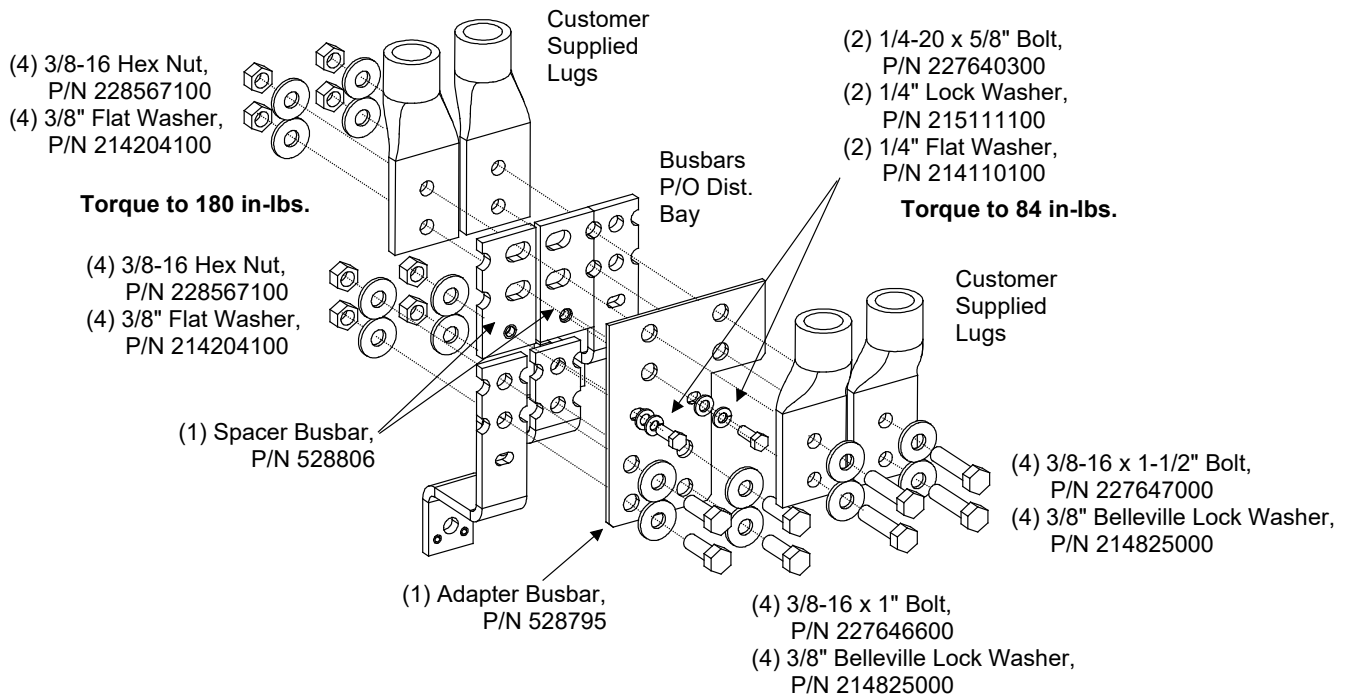 Customer
Supplied
Lugs
(4) 3/8-16 Hex Nut,
P/N 228567100
(4) 3/8" Flat Washer,
P/N 214204100
Torque to 180 in-lbs.
(2) 1/4-20 x 5/8" Bolt,
P/N 227640300
(2) 1/4" Lock Washer,
P/N 215111100
(2) 1/4" Flat Washer,
P/N 214110100
Torque to 84 in-lbs.
Busbars
P/O Dist.
Bay
(4) 3/8-16 Hex Nut,
P/N 228567100
(4) 3/8" Flat Washer,
P/N 214204100
Customer
Supplied
Lugs
(1) Spacer Busbar,
P/N 528806
(4) 3/8-16 x 1-1/2" Bolt,
P/N 227647000
(4) 3/8" Belleville Lock Washer,
P/N 214825000
(1) Adapter Busbar,
P/N 528795
(4) 3/8-16 x 1" Bolt,
P/N 227646600
(4) 3/8" Belleville Lock Washer,
P/N 214825000